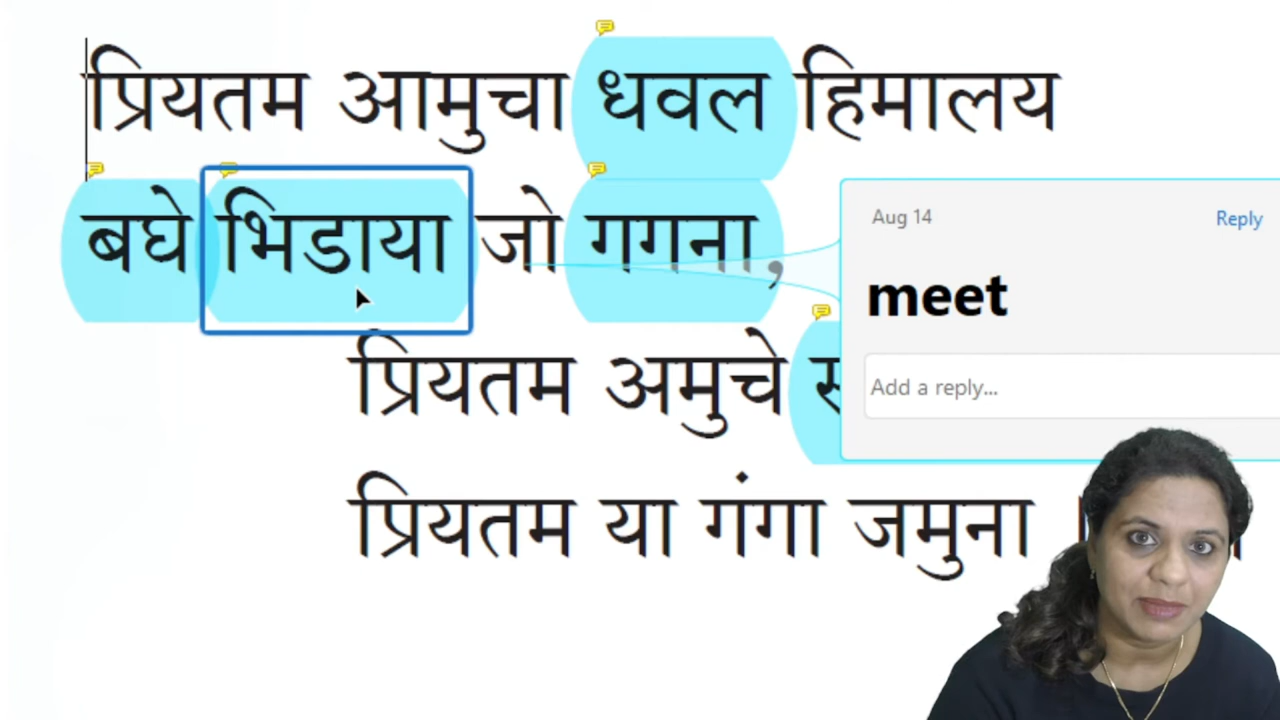 प्रियतम आमुचा धवल हिमालय
बघे भिडाया जो गगना,
प्रियतम अमुचे
प्रियतम या गंगा जमुना
Aug 14
Reply
meet
Add a reply...